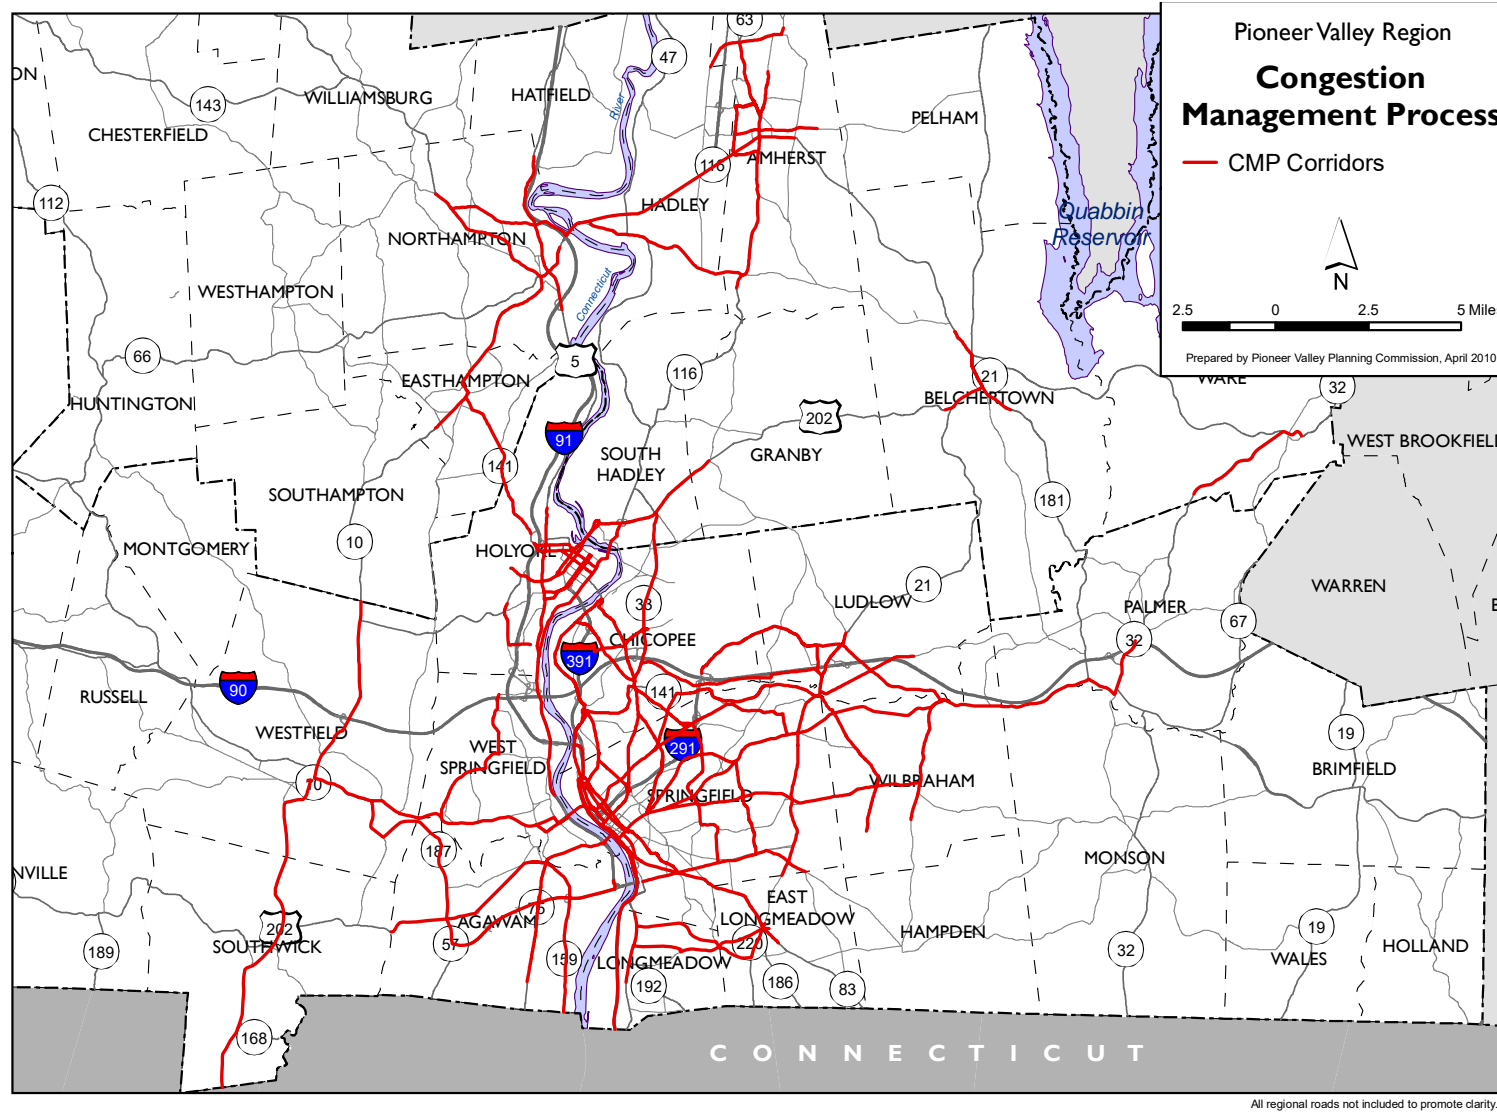 Pioneer Valley Region
Congestion
Management Process
CMP Corridors
N
2.5 0 2.5 5 Mile
Prepared by Pioneer Valley Planning Commission, April 2010
63
47
143
WILLIAMSBURG
HATFIELD
River
CHESTERFIELD
PELHAM
116
AMHERST
112
HADLEY
Quabbin
Reservoir
NORTHAMPTON
WESTHAMPTON
Connecticut
66
5
EASTHAMPTON
116
21
BELCHERTOWN
WARE
32
HUNTINGTON
202
91
WEST BROOKFIEL
SOUTH
HADLEY
GRANBY
141
SOUTHAMPTON
181
10
MONTGOMERY
HOLYOKE
21
WARREN
33
LUDLOW
PALMER
67
32
CHICOPEE
391
90
141
RUSSELL
WESTFIELD
19
291
WEST
SPRINGFIELD
BRIMFIELD
10
SPRINGFIELD
WILBRAHAM
187
MONSON
NVILLE
EAST
LONGMEADOW
75
AGAWAM
202
SOUTHWICK
57
220
HAMPDEN
19
189
159
LONGMEADOW
32
WALES
HOLLAND
192
186
83
168
CONNECTICUT
All regional roads not included to promote clarity.